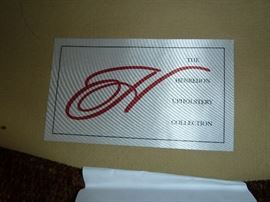 H
THE
HENREDON
UPHOLSTERY
COLLECTION